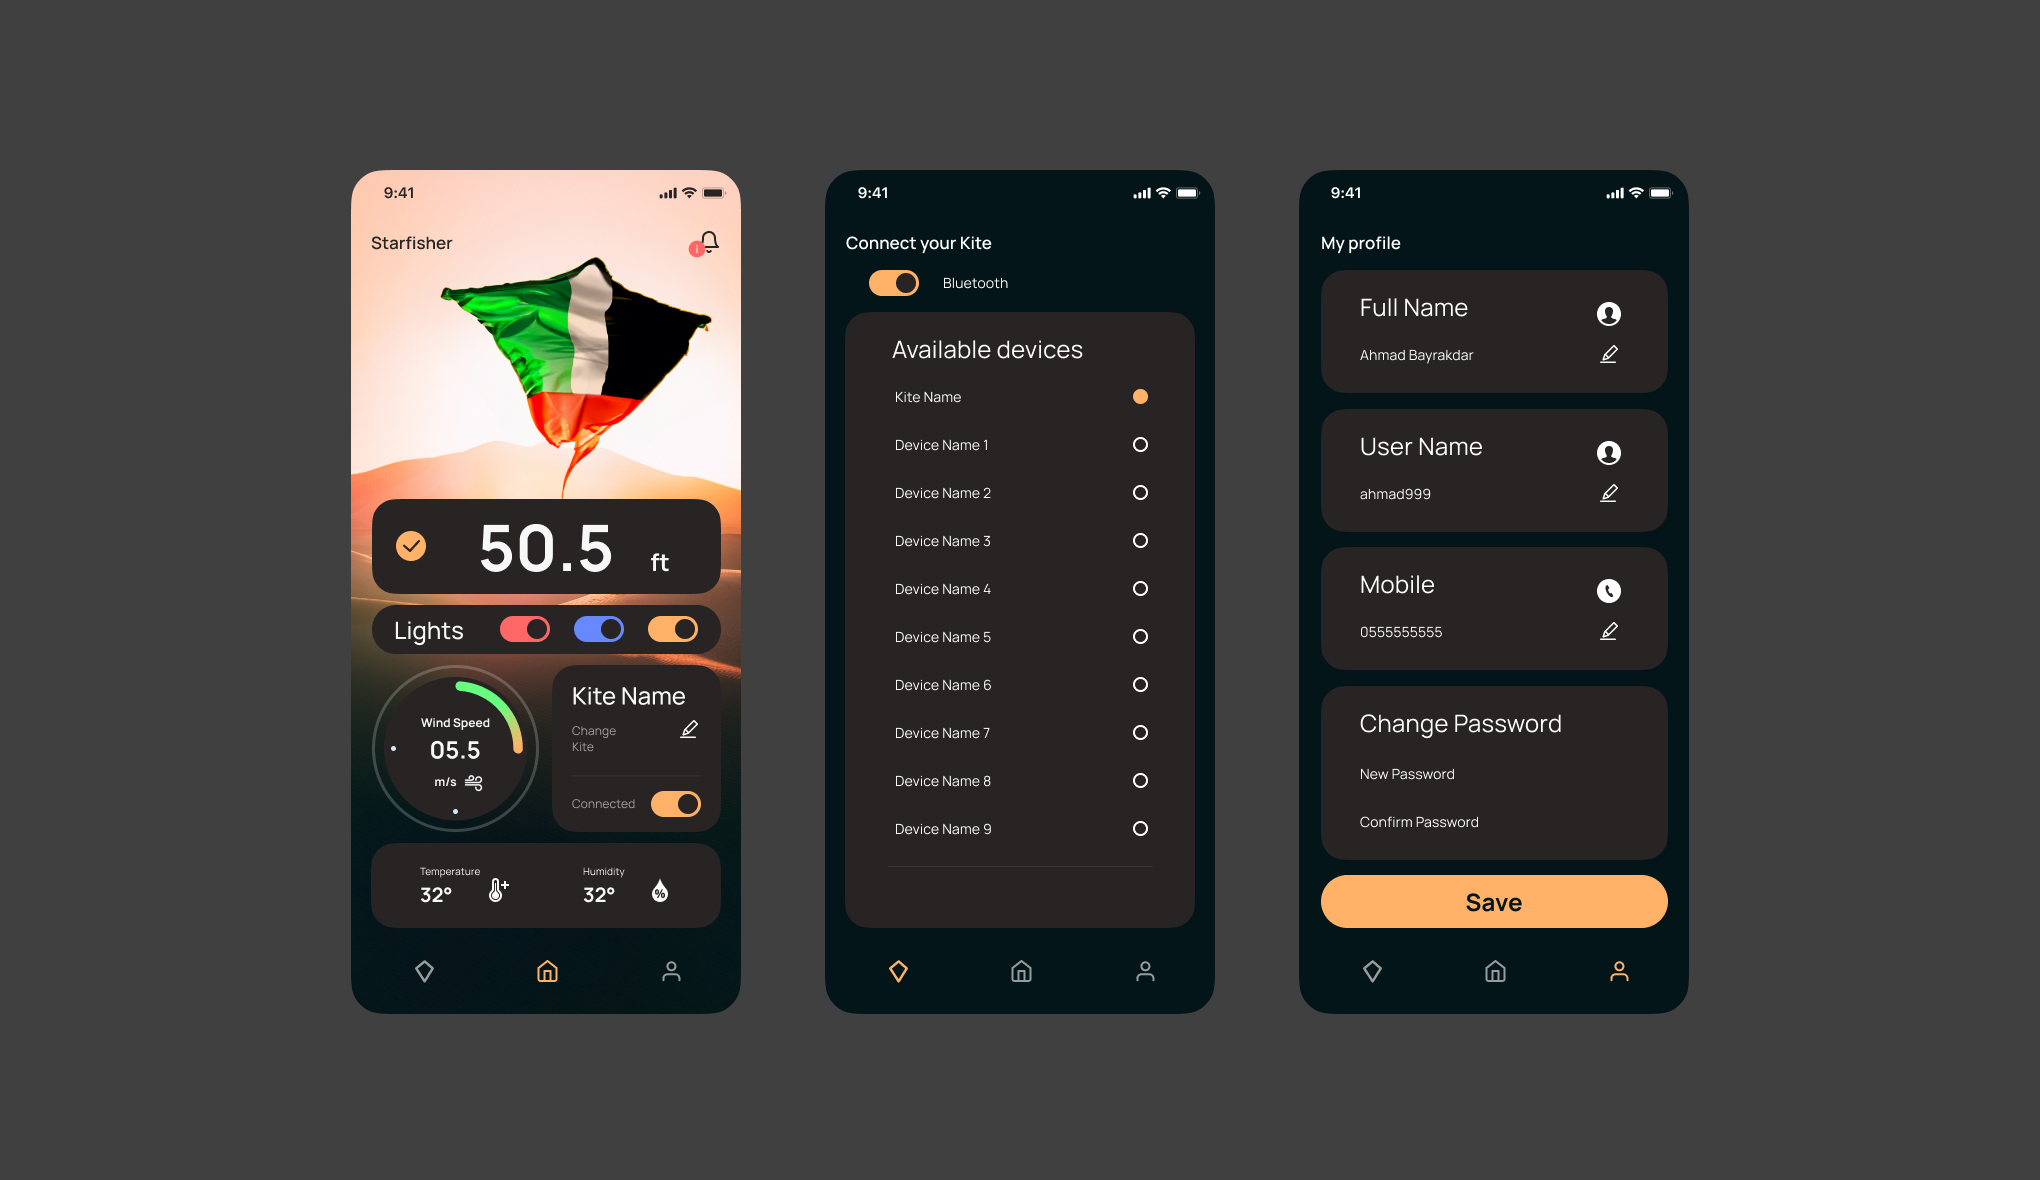 9:41
Starfisher
i
50.5 ft
Lights
Wind Speed
05.5
m/s
Kite Name
Change
Kite
Connected
Temperature
32°
Humidity
32°
%
9:41
Connect your Kite
Bluetooth
Available devices
Kite Name
Device Name 1
Device Name 2
Device Name 3
Device Name 4
Device Name 5
Device Name 6
Device Name 7
Device Name 8
Device Name 9
9:41
My profile
Full Name
Ahmad Bayrakdar
User Name
ahmad999
Mobile
0555555555
Change Password
New Password
Confirm Password
Save